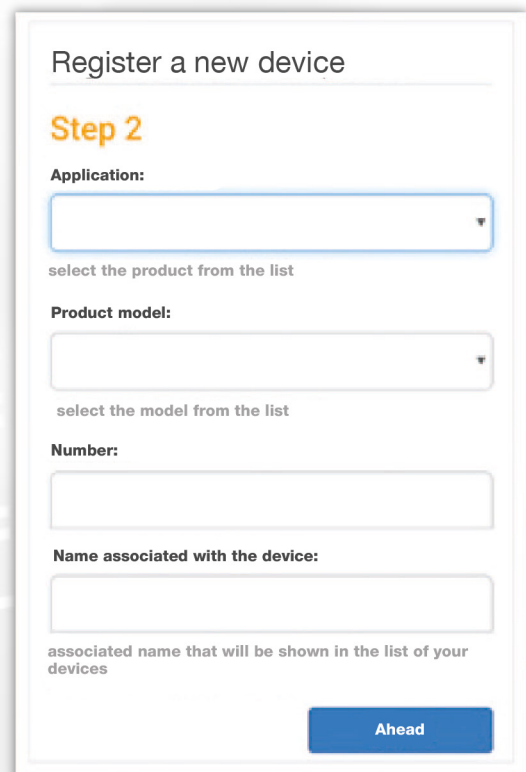 Register a new device
Step 2
Application:
select the product from the list
Product model:
select the model from the list
Number:
Name associated with the device:
associated name that will be shown in the list of your
devices
Ahead